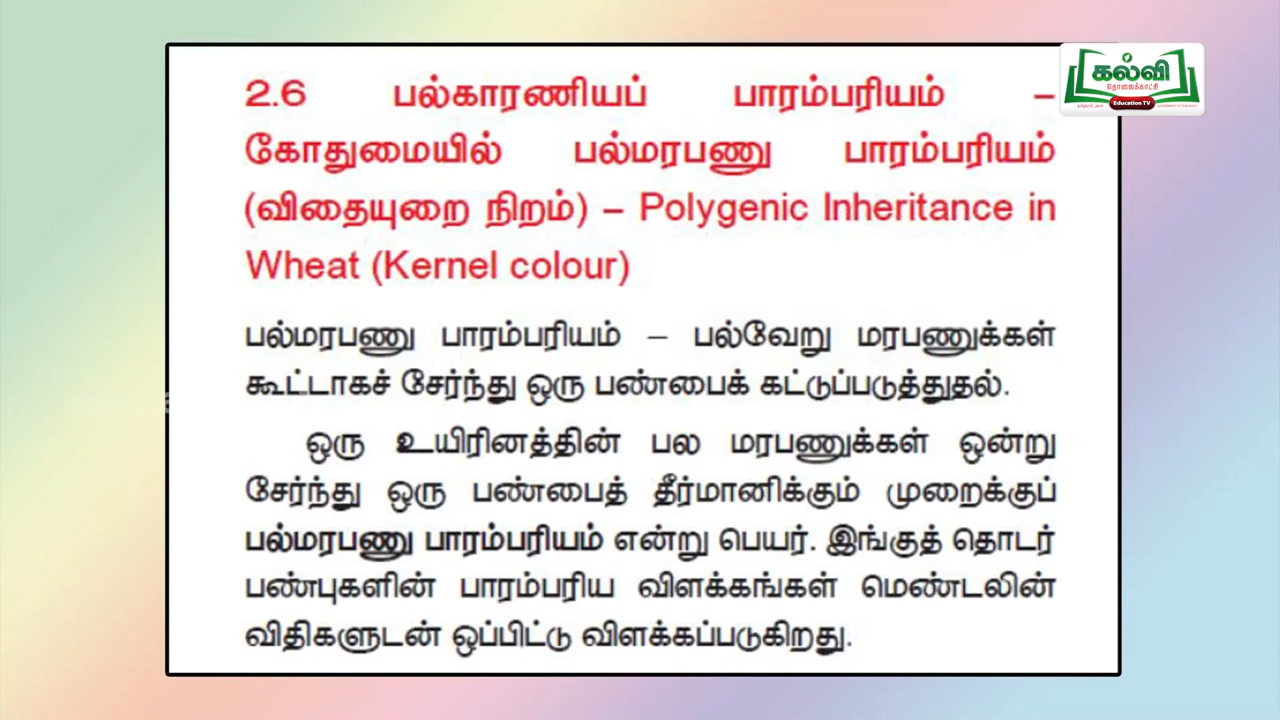 2.6 பல்காரணியப் பாரம்பரியம் –
கோதுமையில் பல்மரபணு பாரம்பரியம்
(விதையுறை நிறம்) – Polygenic Inheritance in
Wheat (Kernel colour)
பல்மரபணு பாரம்பரியம் – பல்வேறு மரபணுக்கள்
கூட்டாகச் சேர்ந்து ஒரு பண்பைக் கட்டுப்படுத்துதல்.
ஒரு உயிரினத்தின் பல மரபணுக்கள் ஒன்று
சேர்ந்து ஒரு பண்பைத் தீர்மானிக்கும் முறைக்குப்
பல்மரபணு பாரம்பரியம் என்று பெயர். இங்குத் தொடர்
பண்புகளின் பாரம்பரிய விளக்கங்கள் மெண்டலின்
விதிகளுடன் ஒப்பிட்டு விளக்கப்படுகிறது.
கல்வி
தொலைக்காட்சி
Education TV